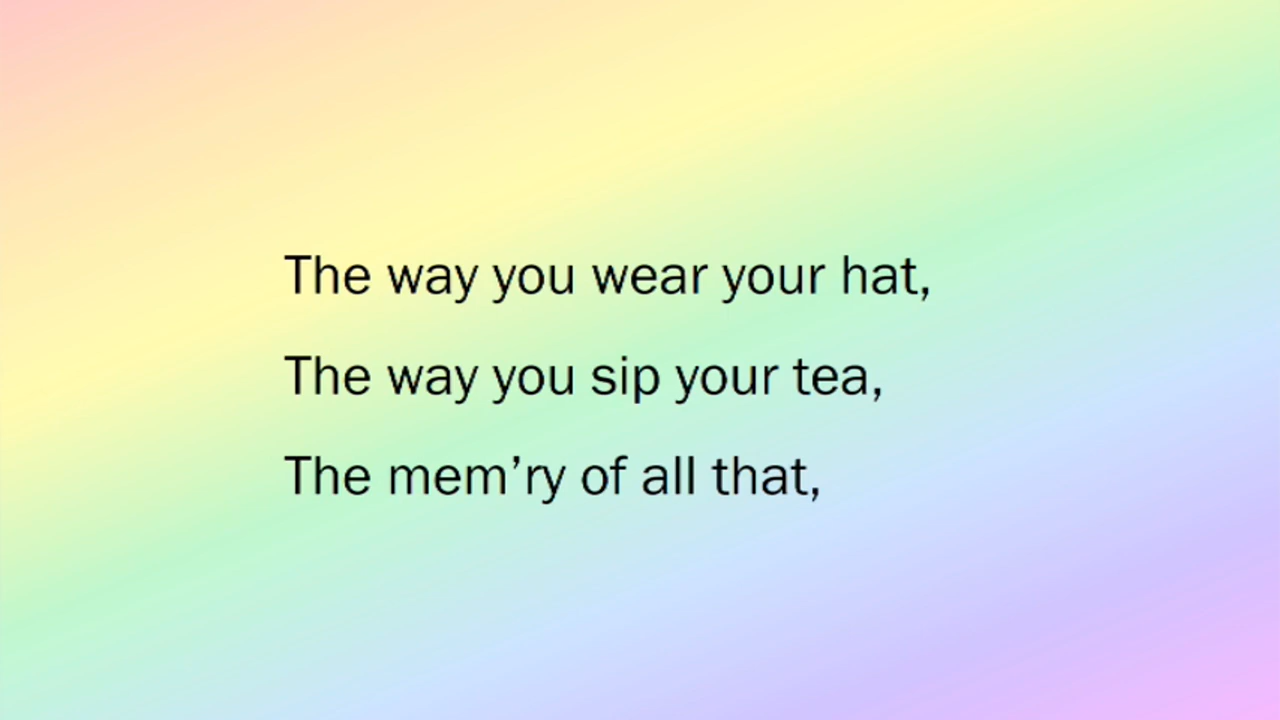 The way you wear your hat,
The way you sip your tea,
The mem’ry of all that,